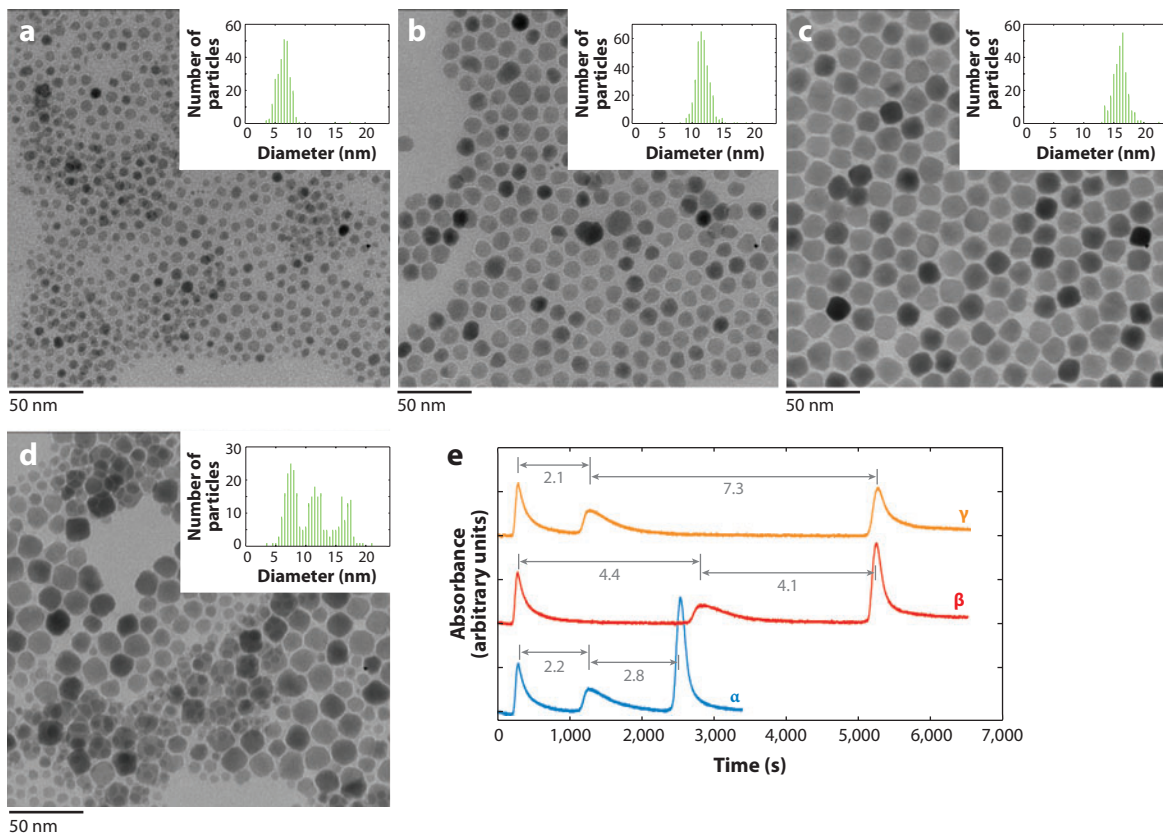 a
Number of
particles
60
40
20
0
0 5 10 15 20
Diameter (nm)
50 nm
b
Number of
particles
60
40
20
0
0 5 10 15 20
Diameter (nm)
50 nm
c
Number of
particles
60
40
20
0
0 5 10 15 20
Diameter (nm)
50 nm
d
Number of
particles
30
20
10
0
0 5 10 15 20
Diameter (nm)
50 nm
e
Absorbance
(arbitrary units)
2.1
7.3
γ
4.4
4.1
β
2.2
2.8
α
0 1,000 2,000 3,000 4,000 5,000 6,000 7,000
Time (s)